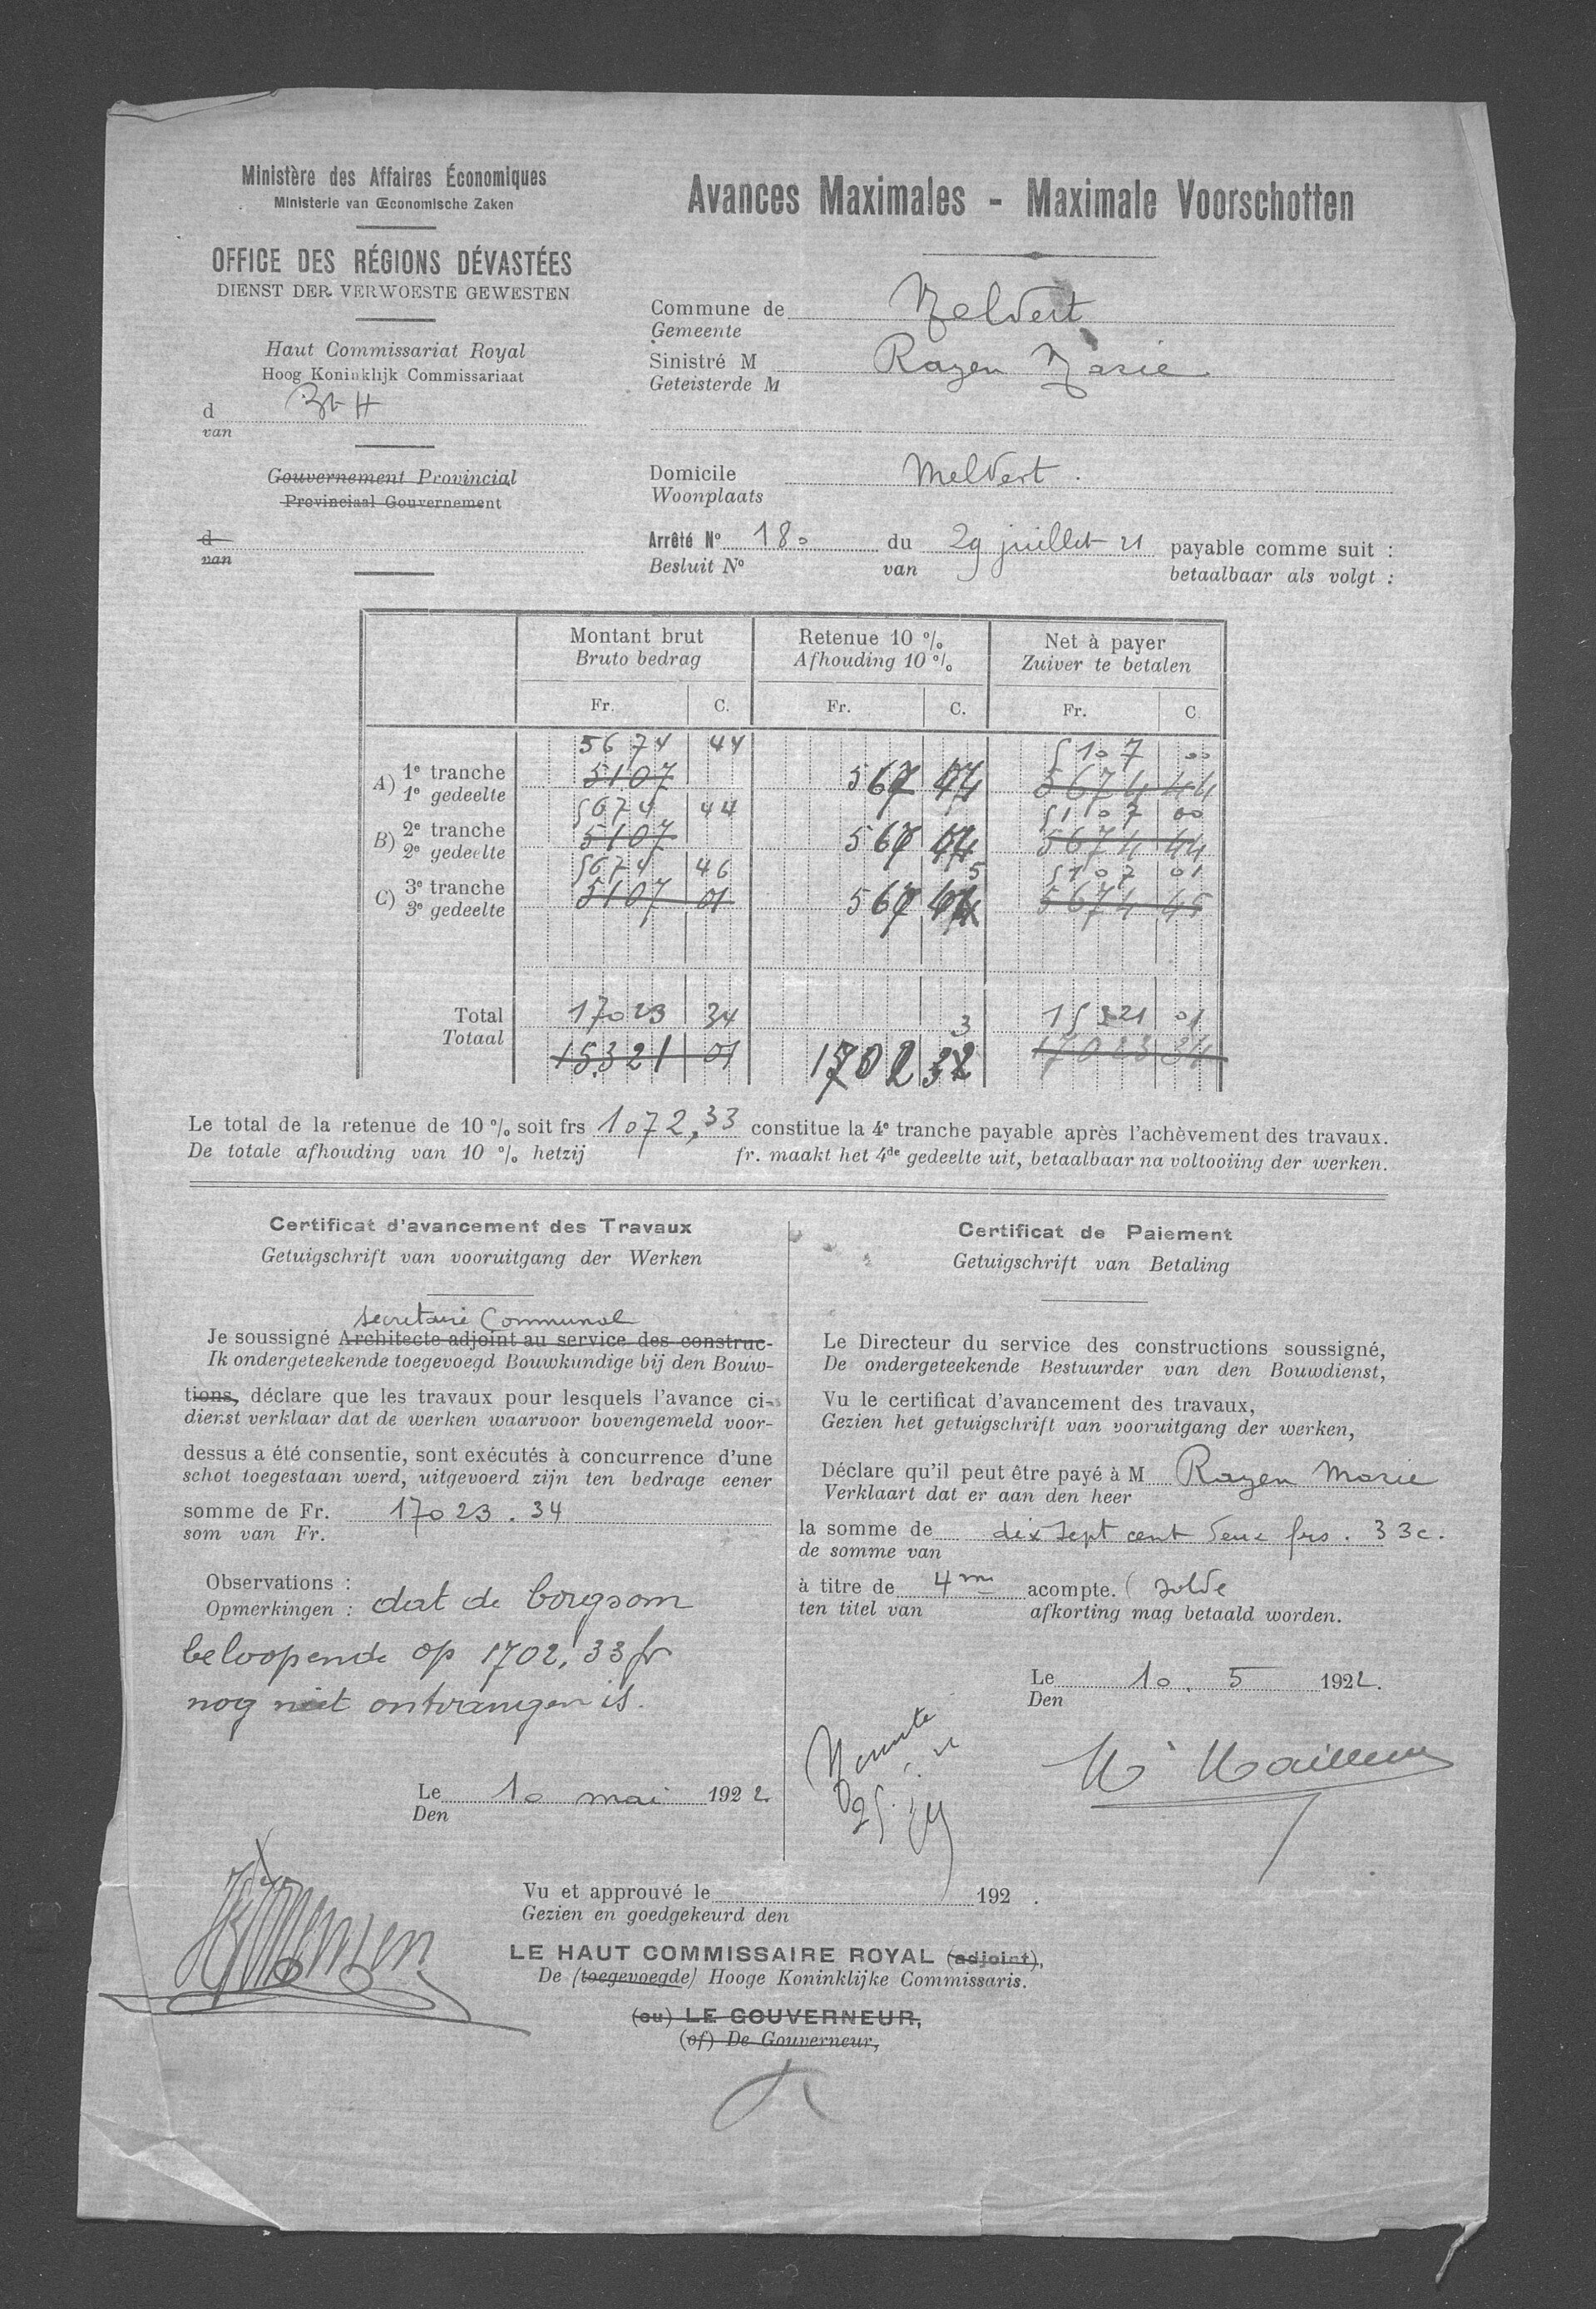 Ministère des Affaires Économiques
Ministerie van Œconomische Zaken
OFFICE DES RÉGIONS DÉVASTÉES
DIENST DER VERWOESTE GEWESTEN
Haut Commissariat Royal
Hoog Koninklijk Commissariaat
d
van
Gouvernement Provincial
Provinciaal Gouvernement
d
van
Avances Maximales - Maximale Voorschotten
Commune de Meldert
Gemeente
Sinistré M Rayen Marie
Geteisterde M
Domicile Meldert.
Woonplaats
Arrêté N° 180 du 29 juillet 21 payable comme suit :
Besluit N° van betaalbaar als volgt :
Montant brut Retenue 10 % Net à payer
Bruto bedrag Afhouding 10 % Zuiver te betalen
Fr. C. Fr. C. Fr. C.
5674 44 5107 00
A) 1e tranche 5107 567 44 5674 44
1e gedeelte
5674 44 5107 00
B) 2e tranche 5107 567 44 5674 44
2e gedeelte
5674 46 5107 01
C) 3e tranche 5107 01 567 45 5674 45
3e gedeelte
Total 17023 34 15321 01
Totaal 15321 01 1702 33 17023 34
Le total de la retenue de 10 % soit frs 1072,33 constitue la 4e tranche payable après l'achèvement des travaux.
De totale afhouding van 10 % hetzij fr. maakt het 4de gedeelte uit, betaalbaar na voltooiing der werken.
Certificat d'avancement des Travaux
Getuigschrift van vooruitgang der Werken
secretaire Communal
Je soussigné Architecte adjoint au service des construc-
Ik ondergeteekende toegevoegd Bouwkundige bij den Bouw-
tions, déclare que les travaux pour lesquels l'avance ci-
dienst verklaar dat de werken waarvoor bovengemeld voor-
dessus a été consentie, sont exécutés à concurrence d'une
schot toegestaan werd, uitgevoerd zijn ten bedrage eener
somme de Fr. 17023.34
som van Fr.
Observations :
Opmerkingen : dat de borgsom
beloopende op 1702,33 fr
nog niet ontvangen is.
Le 10 mai 1922
Den
Certificat de Paiement
Getuigschrift van Betaling
Le Directeur du service des constructions soussigné,
De ondergeteekende Bestuurder van den Bouwdienst,
Vu le certificat d'avancement des travaux,
Gezien het getuigschrift van vooruitgang der werken,
Déclare qu'il peut être payé à M Rayen Marie
Verklaart dat er aan den heer
la somme de dix sept cent deux frs. 33c.
de somme van
à titre de 4me acompte. (solde
ten titel van afkorting mag betaald worden.
Le 10. 5 1922.
Den
Vu et approuvé le 192 .
Gezien en goedgekeurd den
LE HAUT COMMISSAIRE ROYAL (adjoint),
De (toegevoegde) Hooge Koninklijke Commissaris.
(ou) LE GOUVERNEUR,
(of) De Gouverneur,